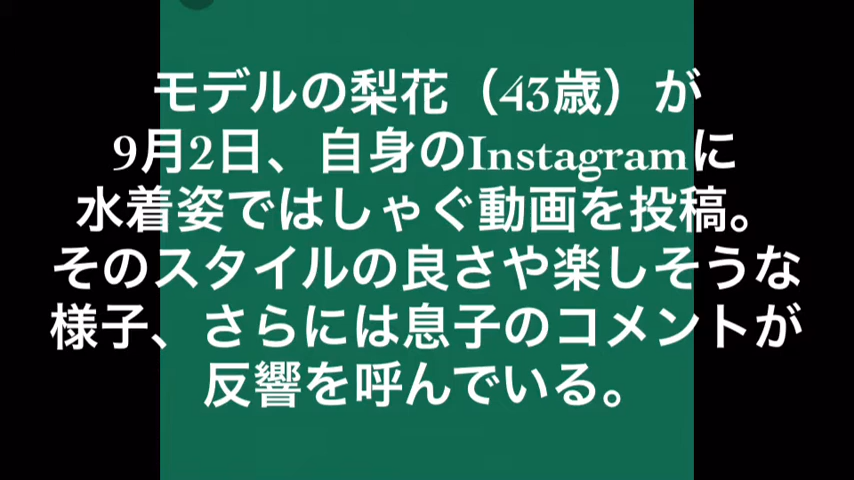 モデルの梨花（43歳）が
9月2日、自身のInstagramに
水着姿ではしゃぐ動画を投稿。
そのスタイルの良さや楽しそうな
様子、さらには息子のコメントが
反響を呼んでいる。